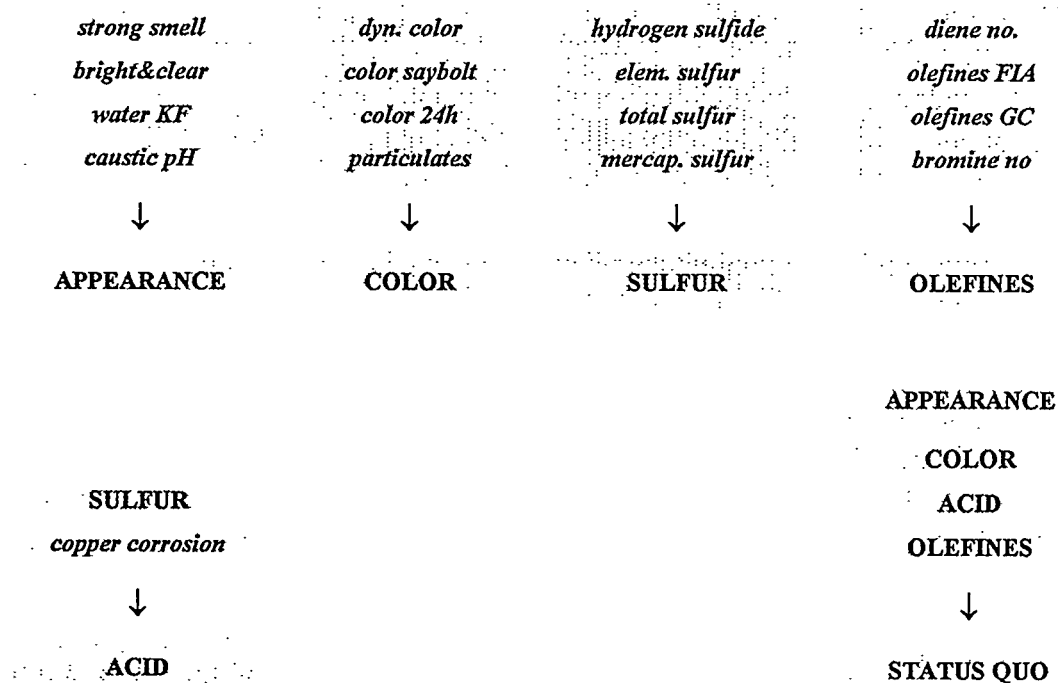 strong smell
bright&clear
water KF
caustic pH
↓
APPEARANCE
dyn. color
color saybolt
color 24h
particulates
↓
COLOR
hydrogen sulfide
elem. sulfur
total sulfur
mercap. sulfur
↓
SULFUR
diene no.
olefines FIA
olefines GC
bromine no
↓
OLEFINES
SULFUR
copper corrosion
↓
ACID
APPEARANCE
COLOR
ACID
OLEFINES
↓
STATUS QUO